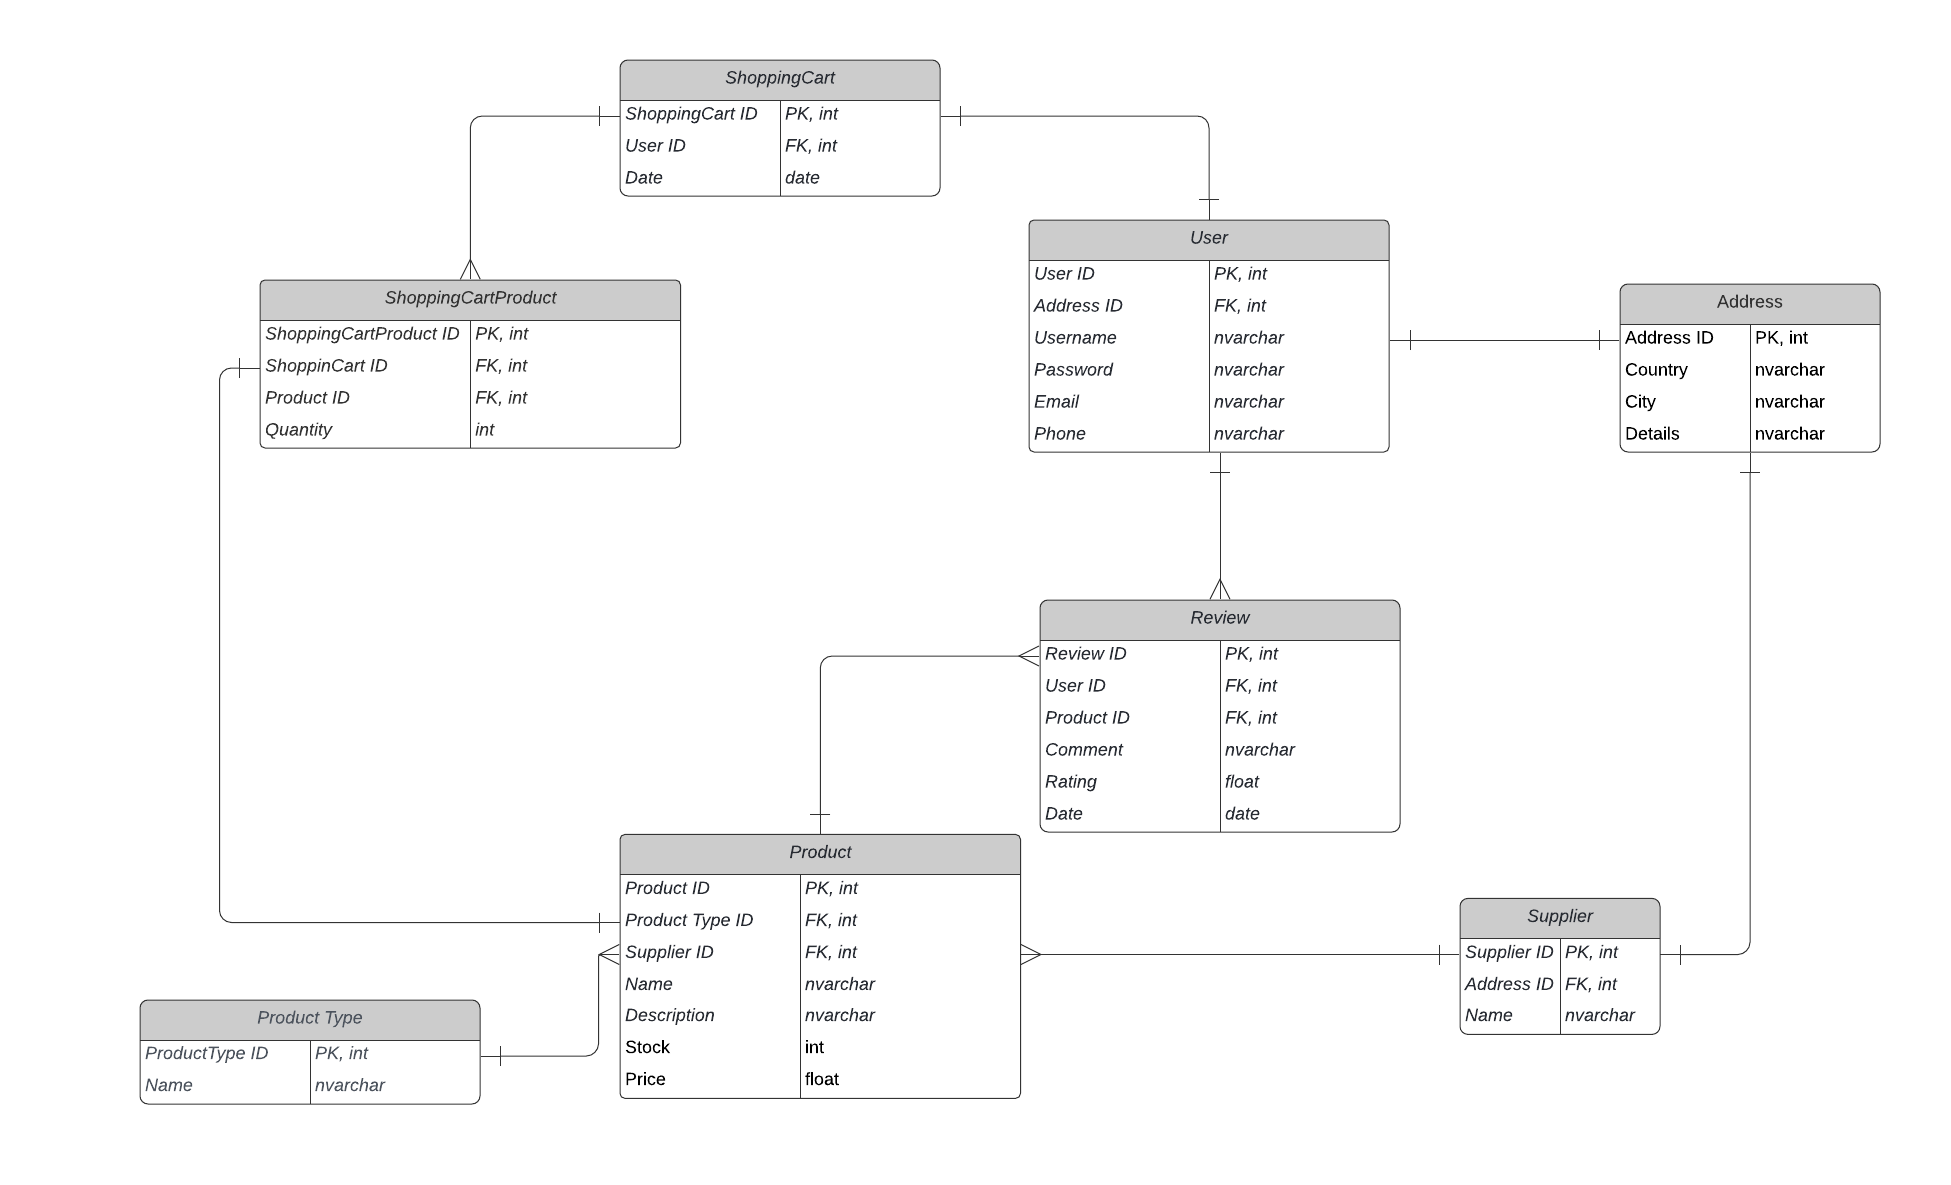 ShoppingCart
ShoppingCart ID PK, int
User ID FK, int
Date date
User
User ID PK, int
Address ID FK, int
Username nvarchar
Password nvarchar
Email nvarchar
Phone nvarchar
ShoppingCartProduct
ShoppingCartProduct ID PK, int
ShoppinCart ID FK, int
Product ID FK, int
Quantity int
Address
Address ID PK, int
Country nvarchar
City nvarchar
Details nvarchar
Review
Review ID PK, int
User ID FK, int
Product ID FK, int
Comment nvarchar
Rating float
Date date
Product
Product ID PK, int
Product Type ID FK, int
Supplier ID FK, int
Name nvarchar
Description nvarchar
Stock int
Price float
Supplier
Supplier ID PK, int
Address ID FK, int
Name nvarchar
Product Type
ProductType ID PK, int
Name nvarchar